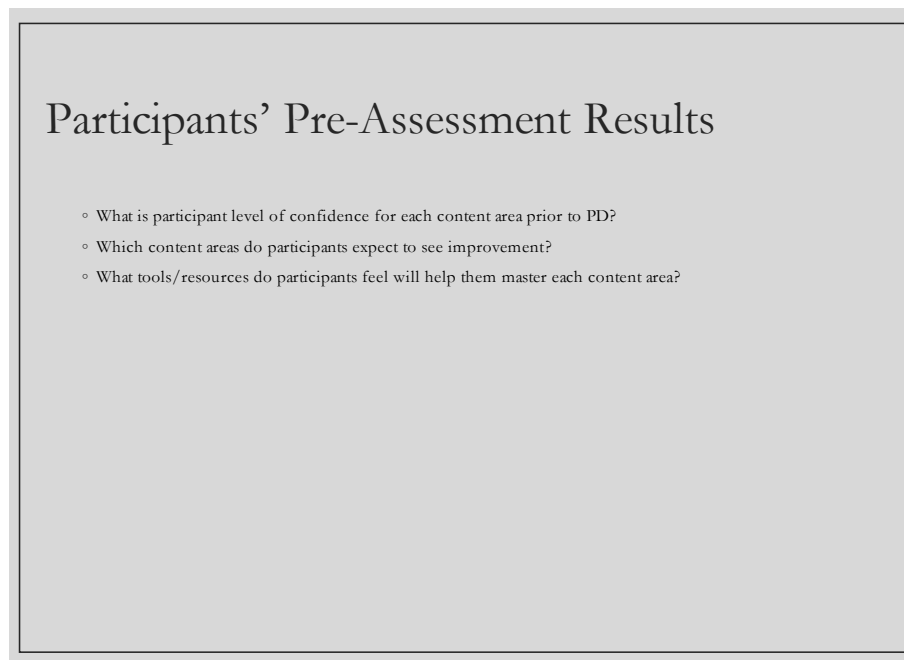 Participants’ Pre-Assessment Results
◦ What is participant level of confidence for each content area prior to PD?
◦ Which content areas do participants expect to see improvement?
◦ What tools/resources do participants feel will help them master each content area?